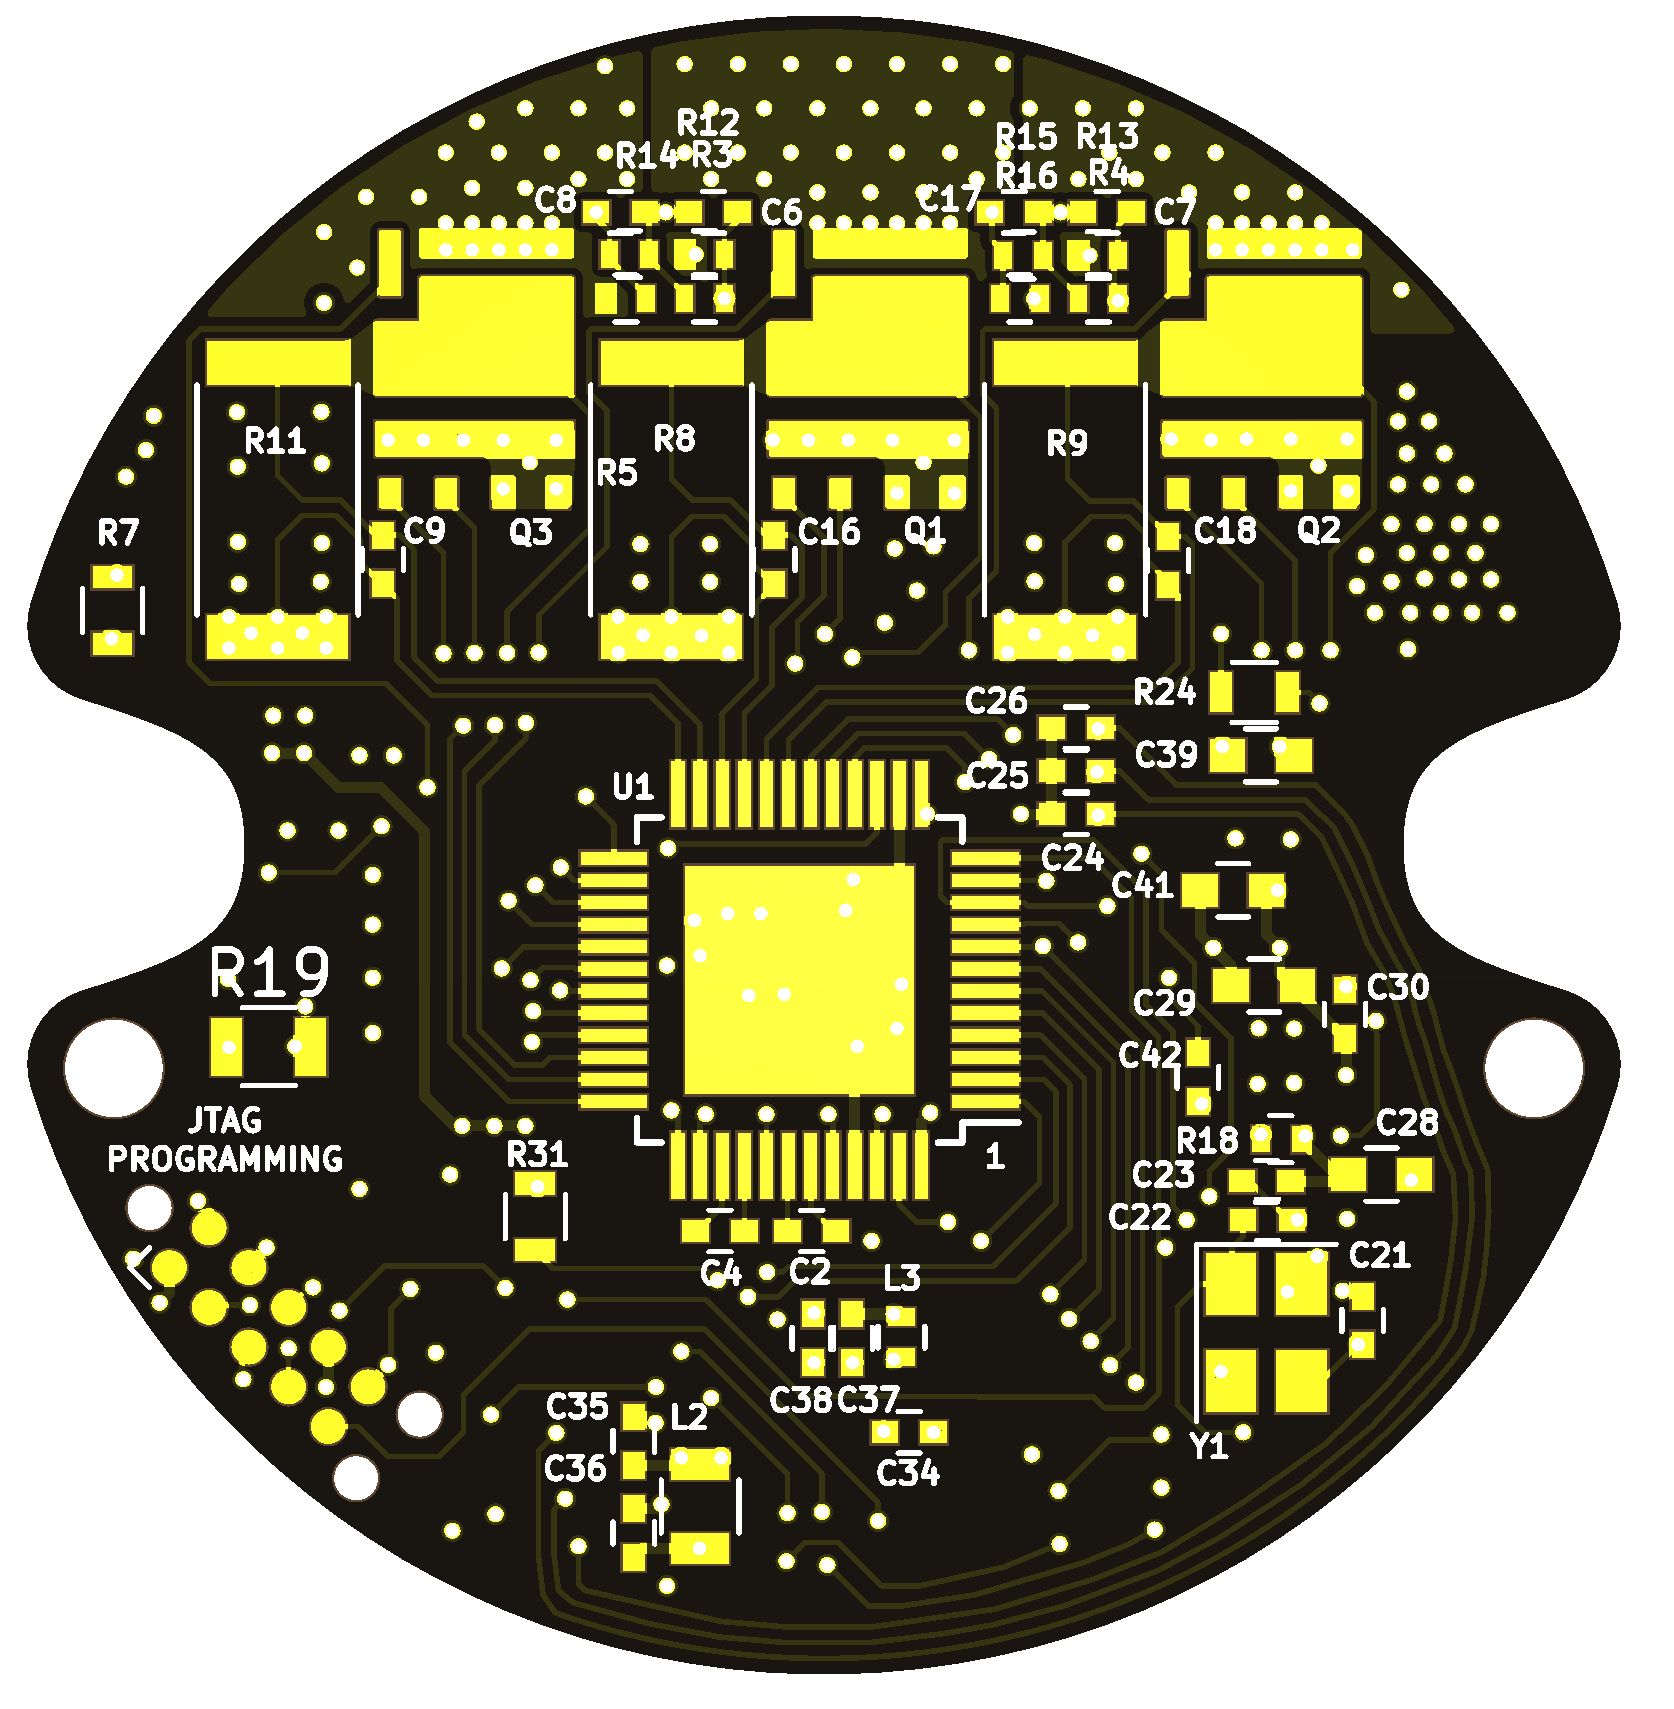 R12
R15 R13
R14 R3
R16 R4
C8 C6 C17 C7
R11 R8 R9
R5
R7 C9 Q3 C16 Q1 C18 Q2
R24
C26
C39
C25
U1
C24
C41
R19
C29 C30
C42
JTAG
PROGRAMMING
R31 1 R18 C28
C23
C22
C4 C2 L3 C21
C38 C37
C35 L2
C36 C34 Y1